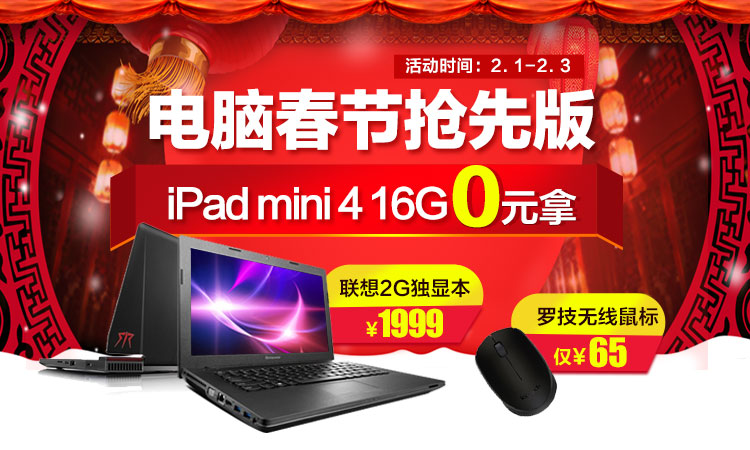 活动时间：2.1-2.3
电脑春节抢先版
iPad mini 4 16G 0元拿
联想2G独显本
¥1999
罗技无线鼠标
仅¥65